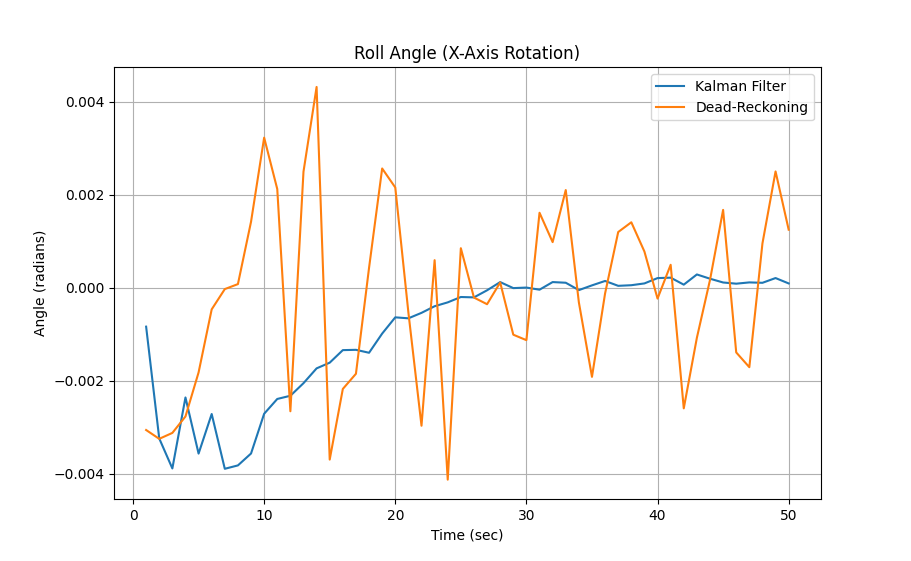 Roll Angle (X-Axis Rotation)
Kalman Filter
Dead-Reckoning
0.004
0.002
0.000
−0.002
−0.004
Angle (radians)
0 10 20 30 40 50
Time (sec)